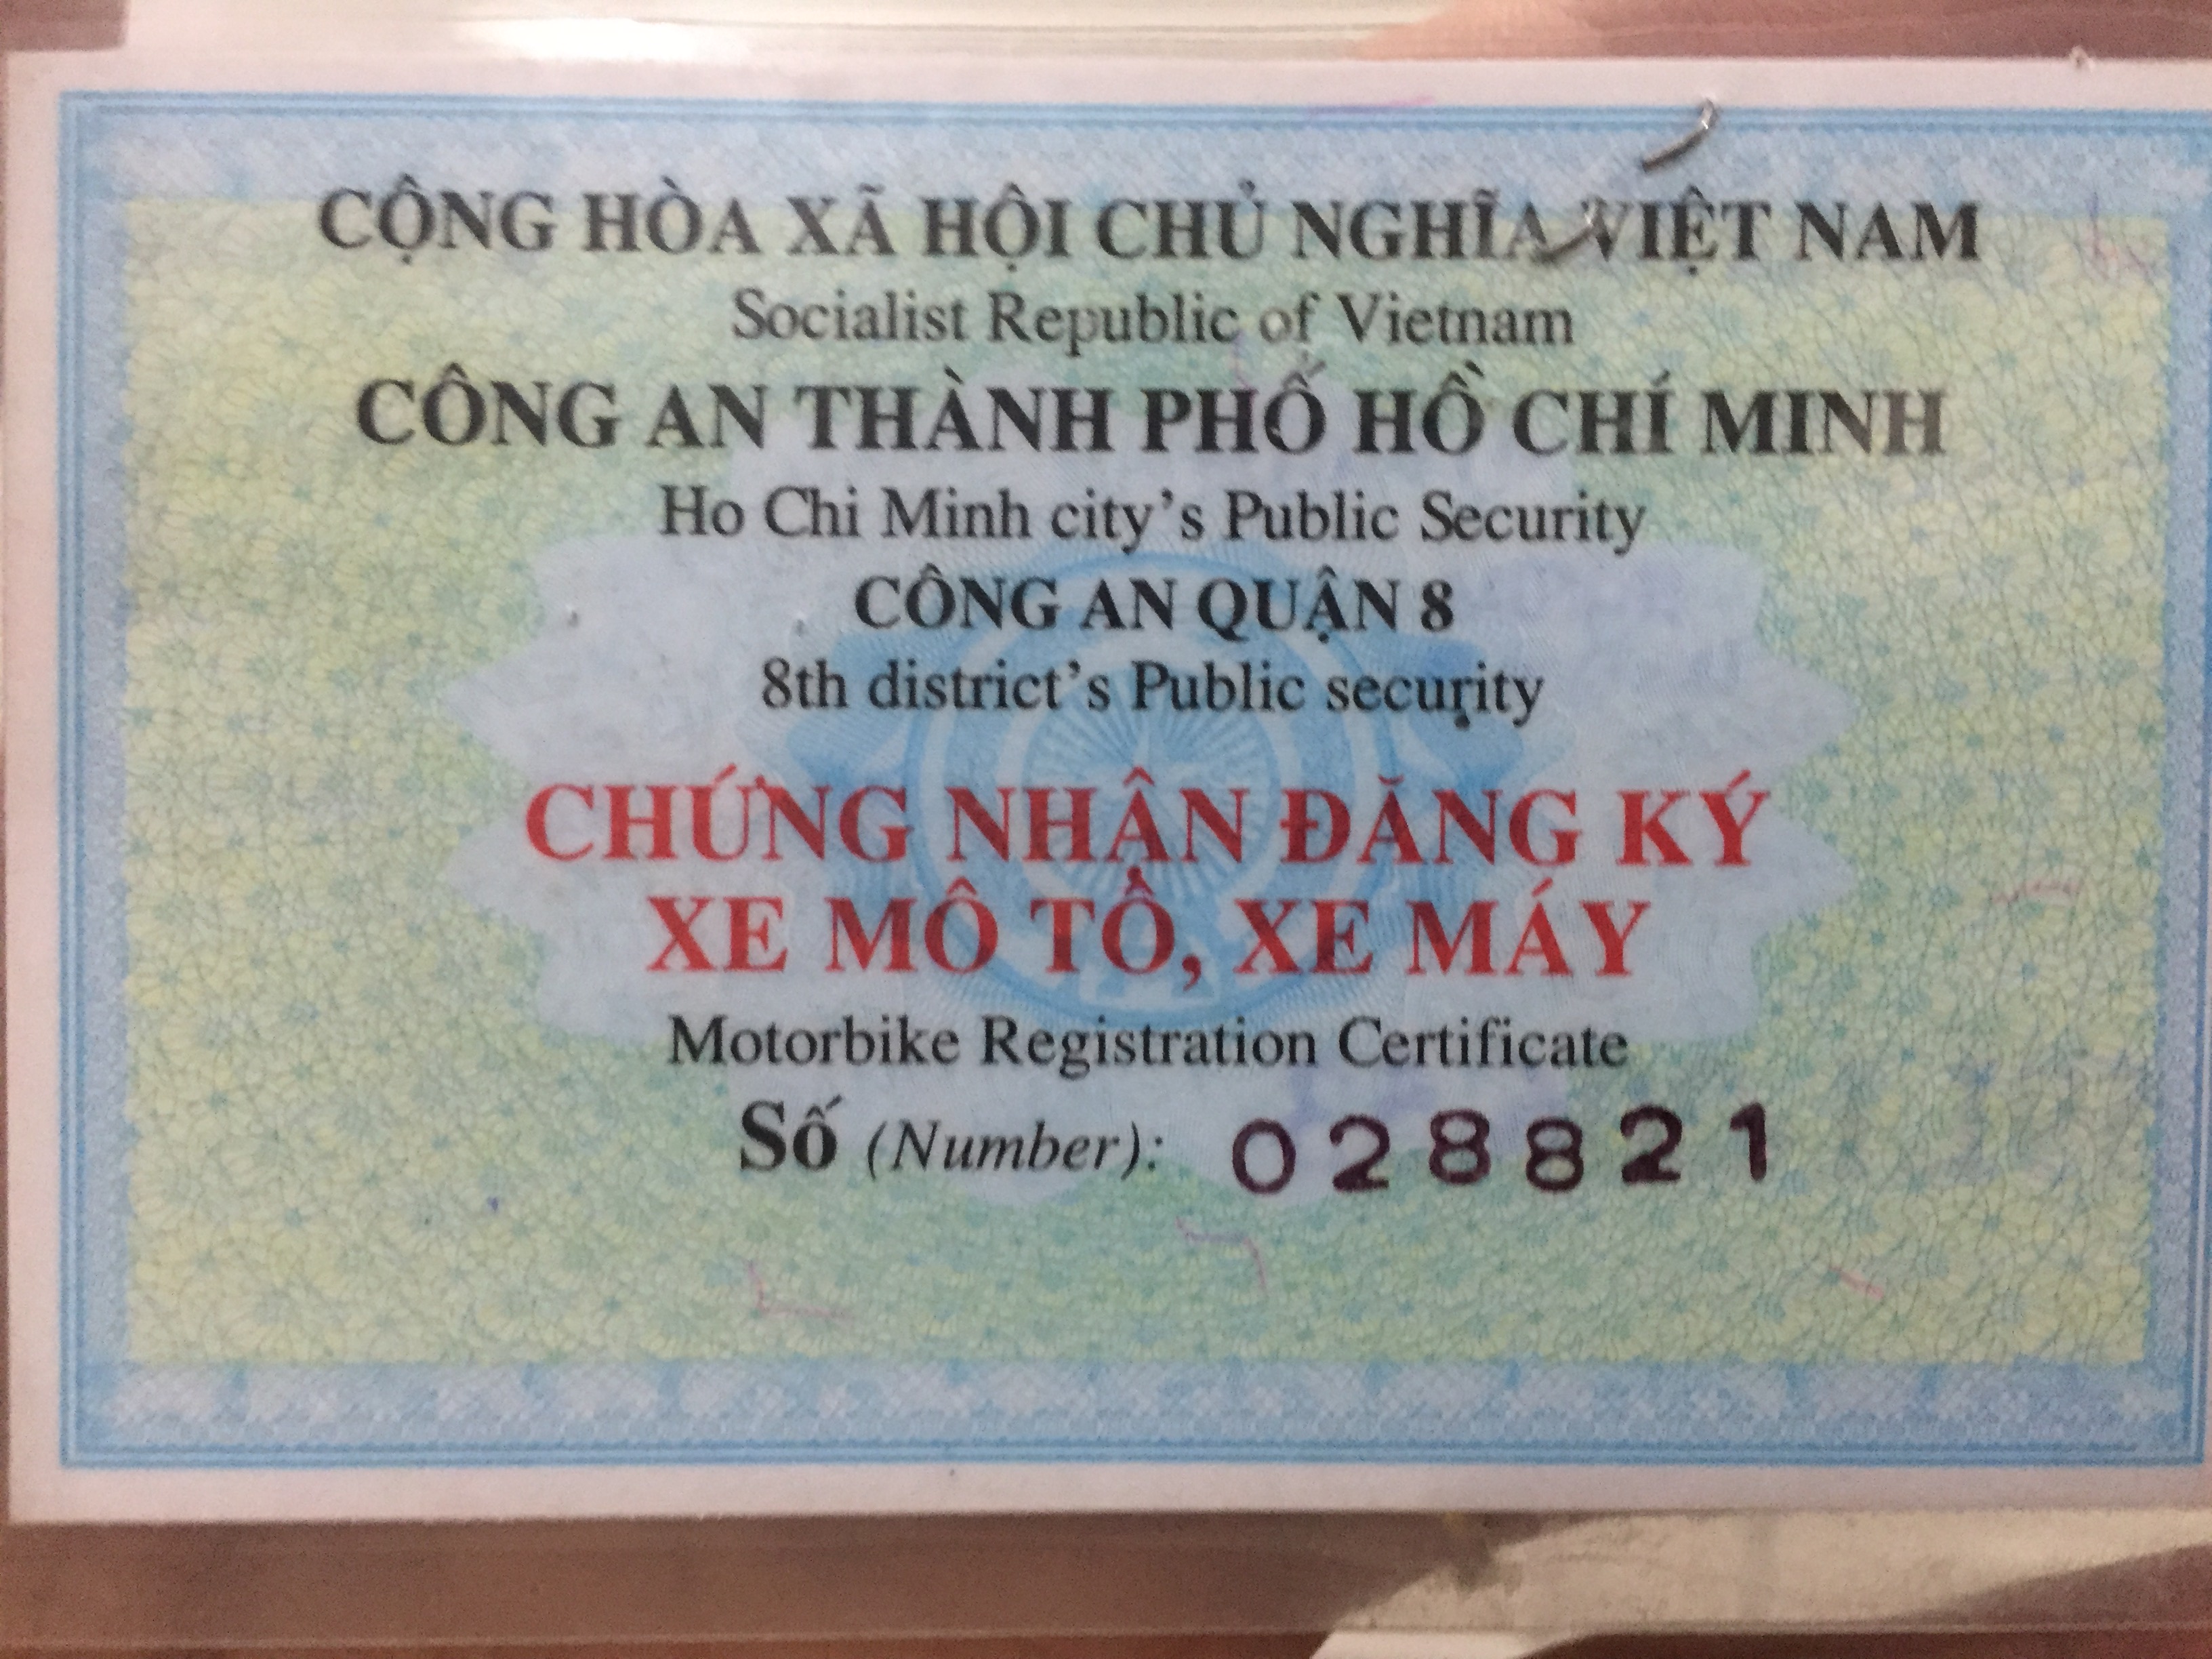 CỘNG HÒA XÃ HỘI CHỦ NGHĨA VIỆT NAM
Socialist Republic of Vietnam
CÔNG AN THÀNH PHỐ HỒ CHÍ MINH
Ho Chi Minh city's Public Security
CÔNG AN QUẬN 8
8th district's Public security
CHỨNG NHẬN ĐĂNG KÝ
XE MÔ TÔ, XE MÁY
Motorbike Registration Certificate
Số (Number): 028821